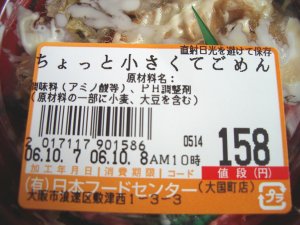 直射日光を避けて保存
ちょっと小さくてごめん
原材料名：
調味料（アミノ酸等）、ＰＨ調整剤
（原材料の一部に小麦、大豆を含む）
2 017117 901586
0514
158
06.10. 7 06.10. 8 AM10時
加工年月日 消費期限 コード 値段（円）
（有）日本フードセンター（大国町店）
大阪市浪速区敷津西1-3-3
プラ